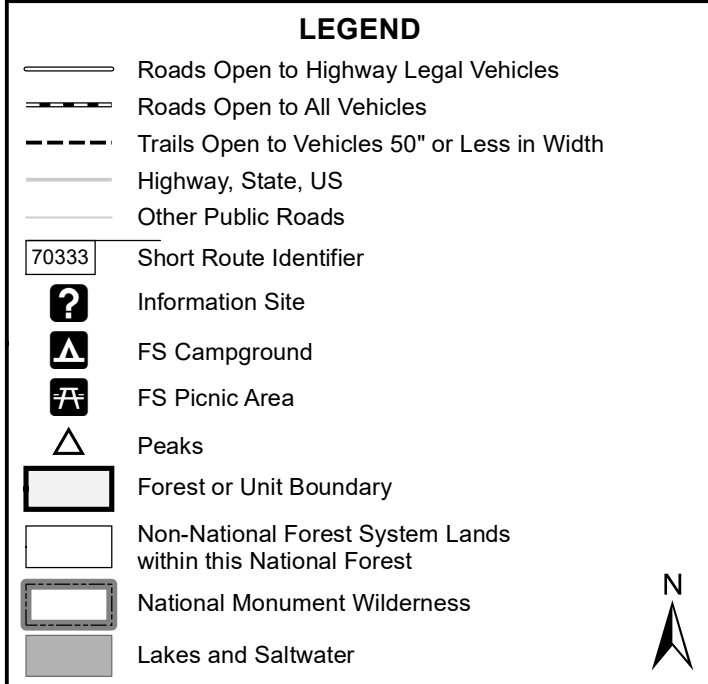 LEGEND
Roads Open to Highway Legal Vehicles
Roads Open to All Vehicles
Trails Open to Vehicles 50" or Less in Width
Highway, State, US
Other Public Roads
70333 Short Route Identifier
? Information Site
FS Campground
FS Picnic Area
Peaks
Forest or Unit Boundary
Non-National Forest System Lands
within this National Forest
National Monument Wilderness
Lakes and Saltwater
N